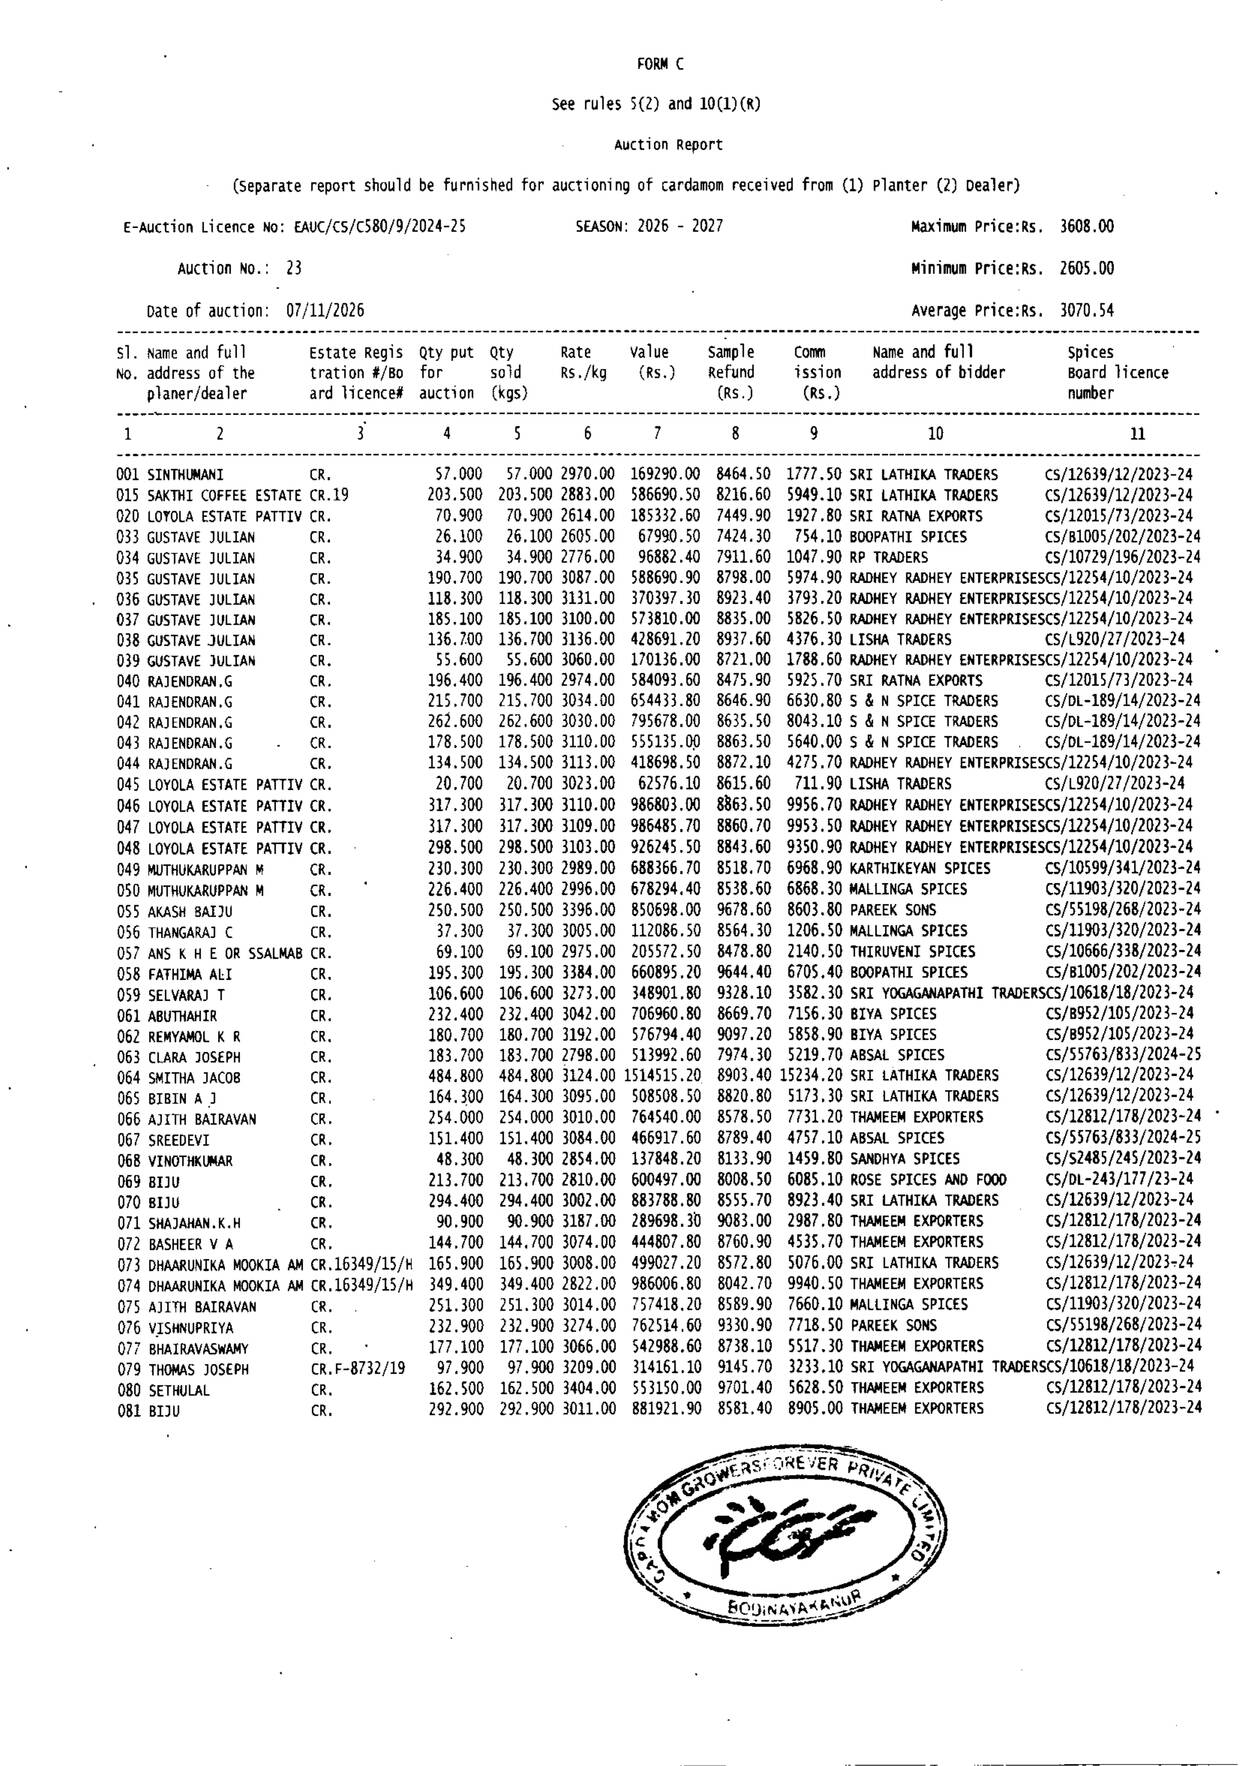 FORM C
See rules 5(2) and 10(1)(R)
Auction Report
(Separate report should be furnished for auctioning of cardamom received from (1) Planter (2) Dealer)
E-Auction Licence No: EAUC/CS/C580/9/2024-25 SEASON: 2026 - 2027 Maximum Price:Rs. 3608.00
Auction No.: 23 Minimum Price:Rs. 2605.00
Date of auction: 07/11/2026 Average Price:Rs. 3070.54
Sl. Name and full Estate Regis Qty put Qty Rate Value Sample Comm Name and full Spices
No. address of the tration #/Bo for sold Rs./kg (Rs.) Refund ission address of bidder Board licence
planer/dealer ard licence# auction (kgs) (Rs.) (Rs.) number
1 2 3 4 5 6 7 8 9 10 11
001 SINTHUMANI CR. 57.000 57.000 2970.00 169290.00 8464.50 1777.50 SRI LATHIKA TRADERS CS/12639/12/2023-24
015 SAKTHI COFFEE ESTATE CR.19 203.500 203.500 2883.00 586690.50 8216.60 5949.10 SRI LATHIKA TRADERS CS/12639/12/2023-24
020 LOYOLA ESTATE PATTIV CR. 70.900 70.900 2614.00 185332.60 7449.90 1927.80 SRI RATNA EXPORTS CS/12015/73/2023-24
033 GUSTAVE JULIAN CR. 26.100 26.100 2605.00 67990.50 7424.30 754.10 BOOPATHI SPICES CS/B1005/202/2023-24
034 GUSTAVE JULIAN CR. 34.900 34.900 2776.00 96882.40 7911.60 1047.90 RP TRADERS CS/10729/196/2023-24
035 GUSTAVE JULIAN CR. 190.700 190.700 3087.00 588690.90 8798.00 5974.90 RADHEY RADHEY ENTERPRISESCS/12254/10/2023-24
036 GUSTAVE JULIAN CR. 118.300 118.300 3131.00 370397.30 8923.40 3793.20 RADHEY RADHEY ENTERPRISESCS/12254/10/2023-24
037 GUSTAVE JULIAN CR. 185.100 185.100 3100.00 573810.00 8835.00 5826.50 RADHEY RADHEY ENTERPRISESCS/12254/10/2023-24
038 GUSTAVE JULIAN CR. 136.700 136.700 3136.00 428691.20 8937.60 4376.30 LISHA TRADERS CS/L920/27/2023-24
039 GUSTAVE JULIAN CR. 55.600 55.600 3060.00 170136.00 8721.00 1788.60 RADHEY RADHEY ENTERPRISESCS/12254/10/2023-24
040 RAJENDRAN.G CR. 196.400 196.400 2974.00 584093.60 8475.90 5925.70 SRI RATNA EXPORTS CS/12015/73/2023-24
041 RAJENDRAN.G CR. 215.700 215.700 3034.00 654433.80 8646.90 6630.80 S & N SPICE TRADERS CS/DL-189/14/2023-24
042 RAJENDRAN.G CR. 262.600 262.600 3030.00 795678.00 8635.50 8043.10 S & N SPICE TRADERS CS/DL-189/14/2023-24
043 RAJENDRAN.G CR. 178.500 178.500 3110.00 555135.00 8863.50 5640.00 S & N SPICE TRADERS CS/DL-189/14/2023-24
044 RAJENDRAN.G CR. 134.500 134.500 3113.00 418698.50 8872.10 4275.70 RADHEY RADHEY ENTERPRISESCS/12254/10/2023-24
045 LOYOLA ESTATE PATTIV CR. 20.700 20.700 3023.00 62576.10 8615.60 711.90 LISHA TRADERS CS/L920/27/2023-24
046 LOYOLA ESTATE PATTIV CR. 317.300 317.300 3110.00 986803.00 8863.50 9956.70 RADHEY RADHEY ENTERPRISESCS/12254/10/2023-24
047 LOYOLA ESTATE PATTIV CR. 317.300 317.300 3109.00 986485.70 8860.70 9953.50 RADHEY RADHEY ENTERPRISESCS/12254/10/2023-24
048 LOYOLA ESTATE PATTIV CR. 298.500 298.500 3103.00 926245.50 8843.60 9350.90 RADHEY RADHEY ENTERPRISESCS/12254/10/2023-24
049 MUTHUKARUPPAN M CR. 230.300 230.300 2989.00 688366.70 8518.70 6968.90 KARTHIKEYAN SPICES CS/10599/341/2023-24
050 MUTHUKARUPPAN M CR. 226.400 226.400 2996.00 678294.40 8538.60 6868.30 MALLINGA SPICES CS/11903/320/2023-24
055 AKASH BAIJU CR. 250.500 250.500 3396.00 850698.00 9678.60 8603.80 PAREEK SONS CS/55198/268/2023-24
056 THANGARAJ C CR. 37.300 37.300 3005.00 112086.50 8564.30 1206.50 MALLINGA SPICES CS/11903/320/2023-24
057 ANS K H E OR SSALMAB CR. 69.100 69.100 2975.00 205572.50 8478.80 2140.50 THIRUVENI SPICES CS/10666/338/2023-24
058 FATHIMA ALI CR. 195.300 195.300 3384.00 660895.20 9644.40 6705.40 BOOPATHI SPICES CS/B1005/202/2023-24
059 SELVARAJ T CR. 106.600 106.600 3273.00 348901.80 9328.10 3582.30 SRI YOGAGANAPATHI TRADERSCS/10618/18/2023-24
061 ABUTHAHIR CR. 232.400 232.400 3042.00 706960.80 8669.70 7156.30 BIYA SPICES CS/B952/105/2023-24
062 REMYAMOL K R CR. 180.700 180.700 3192.00 576794.40 9097.20 5858.90 BIYA SPICES CS/B952/105/2023-24
063 CLARA JOSEPH CR. 183.700 183.700 2798.00 513992.60 7974.30 5219.70 ABSAL SPICES CS/55763/833/2024-25
064 SMITHA JACOB CR. 484.800 484.800 3124.00 1514515.20 8903.40 15234.20 SRI LATHIKA TRADERS CS/12639/12/2023-24
065 BIBIN A J CR. 164.300 164.300 3095.00 508508.50 8820.80 5173.30 SRI LATHIKA TRADERS CS/12639/12/2023-24
066 AJITH BAIRAVAN CR. 254.000 254.000 3010.00 764540.00 8578.50 7731.20 THAMEEM EXPORTERS CS/12812/178/2023-24
067 SREEDEVI CR. 151.400 151.400 3084.00 466917.60 8789.40 4757.10 ABSAL SPICES CS/55763/833/2024-25
068 VINOTHKUMAR CR. 48.300 48.300 2854.00 137848.20 8133.90 1459.80 SANDHYA SPICES CS/S2485/245/2023-24
069 BIJU CR. 213.700 213.700 2810.00 600497.00 8008.50 6085.10 ROSE SPICES AND FOOD CS/DL-243/177/23-24
070 BIJU CR. 294.400 294.400 3002.00 883788.80 8555.70 8923.40 SRI LATHIKA TRADERS CS/12639/12/2023-24
071 SHAJAHAN.K.H CR. 90.900 90.900 3187.00 289698.30 9083.00 2987.80 THAMEEM EXPORTERS CS/12812/178/2023-24
072 BASHEER V A CR. 144.700 144.700 3074.00 444807.80 8760.90 4535.70 THAMEEM EXPORTERS CS/12812/178/2023-24
073 DHAARUNIKA MOOKIA AM CR.16349/15/H 165.900 165.900 3008.00 499027.20 8572.80 5076.00 SRI LATHIKA TRADERS CS/12639/12/2023-24
074 DHAARUNIKA MOOKIA AM CR.16349/15/H 349.400 349.400 2822.00 986006.80 8042.70 9940.50 THAMEEM EXPORTERS CS/12812/178/2023-24
075 AJITH BAIRAVAN CR. 251.300 251.300 3014.00 757418.20 8589.90 7660.10 MALLINGA SPICES CS/11903/320/2023-24
076 VISHNUPRIYA CR. 232.900 232.900 3274.00 762514.60 9330.90 7718.50 PAREEK SONS CS/55198/268/2023-24
077 BHAIRAVASWAMY CR. 177.100 177.100 3066.00 542988.60 8738.10 5517.30 THAMEEM EXPORTERS CS/12812/178/2023-24
079 THOMAS JOSEPH CR.F-8732/19 97.900 97.900 3209.00 314161.10 9145.70 3233.10 SRI YOGAGANAPATHI TRADERSCS/10618/18/2023-24
080 SETHULAL CR. 162.500 162.500 3404.00 553150.00 9701.40 5628.50 THAMEEM EXPORTERS CS/12812/178/2023-24
081 BIJU CR. 292.900 292.900 3011.00 881921.90 8581.40 8905.00 THAMEEM EXPORTERS CS/12812/178/2023-24
CARDAMOM GROWERSFOREVER PRIVATE LIMITED
BODINAYAKANUR